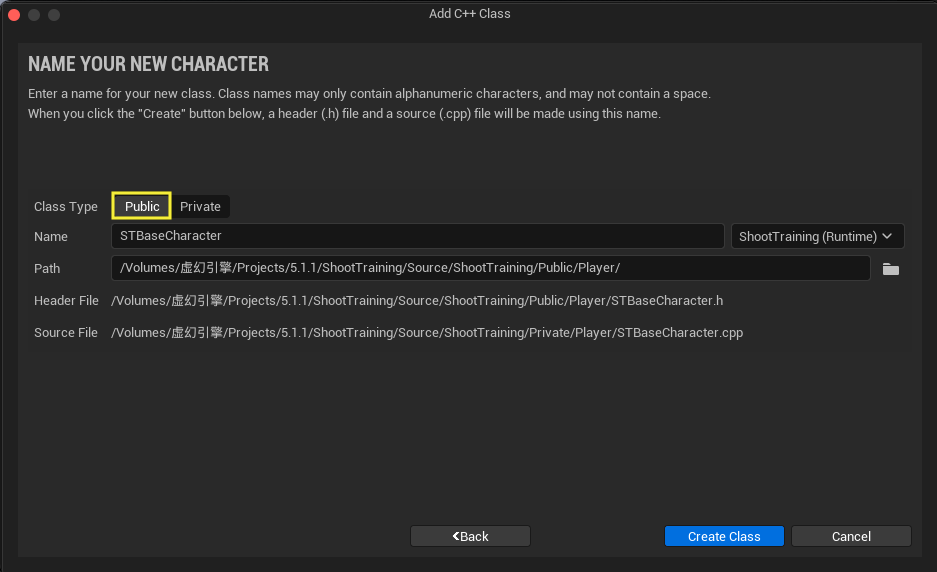 Add C++ Class
NAME YOUR NEW CHARACTER
Enter a name for your new class. Class names may only contain alphanumeric characters, and may not contain a space.
When you click the "Create" button below, a header (.h) file and a source (.cpp) file will be made using this name.
Class Type Public Private
Name STBaseCharacter ShootTraining (Runtime)
Path /Volumes/虚幻引擎/Projects/5.1.1/ShootTraining/Source/ShootTraining/Public/Player/
Header File /Volumes/虚幻引擎/Projects/5.1.1/ShootTraining/Source/ShootTraining/Public/Player/STBaseCharacter.h
Source File /Volumes/虚幻引擎/Projects/5.1.1/ShootTraining/Source/ShootTraining/Private/Player/STBaseCharacter.cpp
Back Create Class Cancel